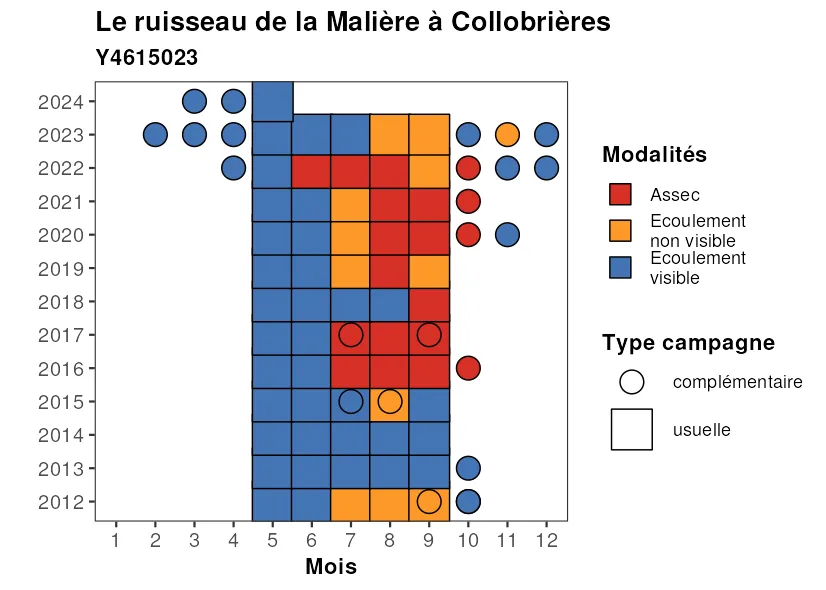 Le ruisseau de la Malière à Collobrières
Y4615023
2024
2023
2022
2021
2020
2019
2018
2017
2016
2015
2014
2013
2012
1 2 3 4 5 6 7 8 9 10 11 12
Mois
Modalités
Assec
Ecoulement
non visible
Ecoulement
visible
Type campagne
complémentaire
usuelle